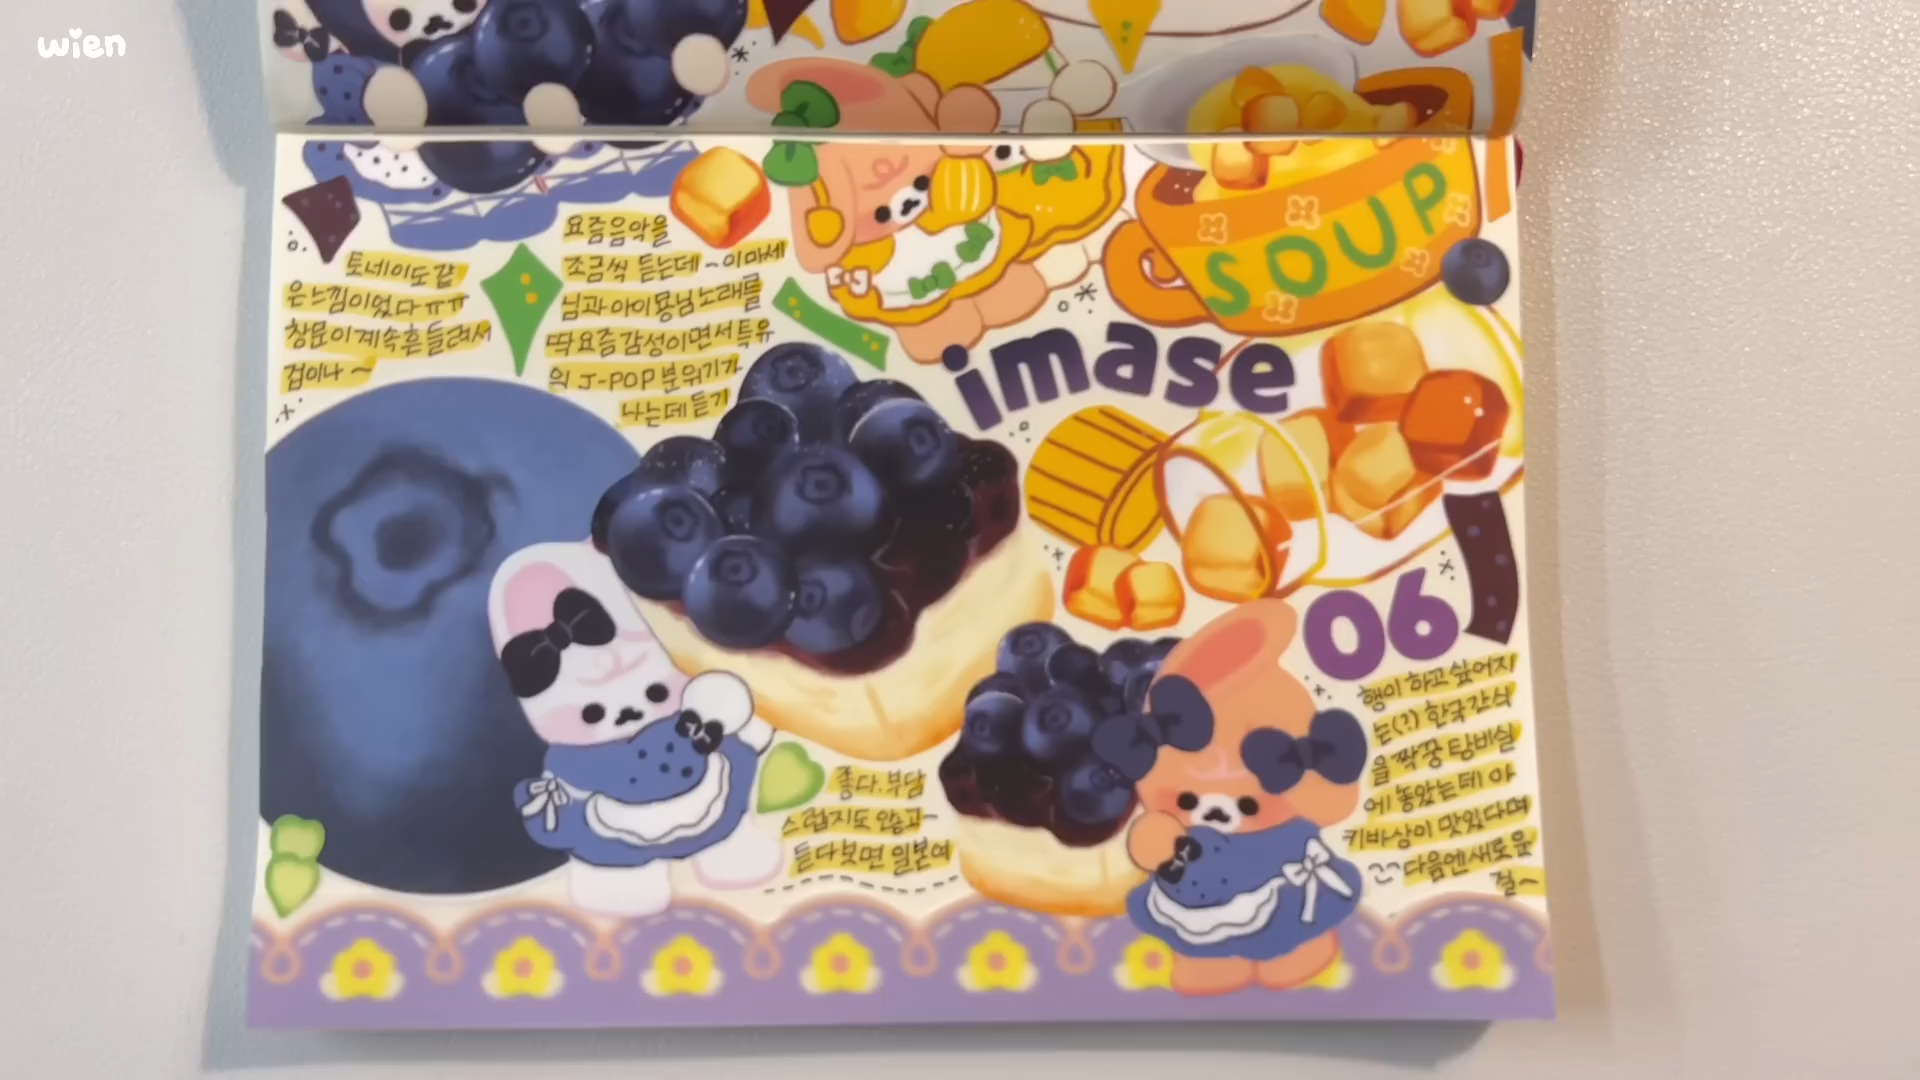 wien
SOUP
토네이도 같
은 느낌이었다 ㅠㅠ
창문이 계속 흔들려서
겁이나 ~
요즘 음악을
조금씩 듣는데 ~ 이마세
님과 아이묭님 노래를
딱 요즘 감성이면서 특유
의 J-POP 분위기가
나는데 듣기
imase
06
좋다. 부담
스럽지도 않고~
듣다보면 일본여
행이 하고 싶어지
는(?) 한국간식
을 짝꿍 탕비실
에 놓았는데 아
키바상이 맛있다며
다음엔 새로운
걸~